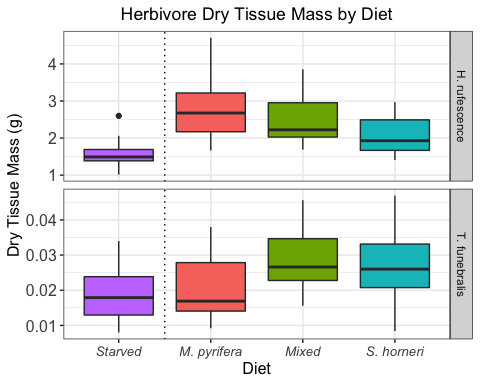 Herbivore Dry Tissue Mass by Diet
Dry Tissue Mass (g)
4
3
2
1
H. rufescence
0.04
0.03
0.02
0.01
T. funebralis
Starved M. pyrifera Mixed S. horneri
Diet